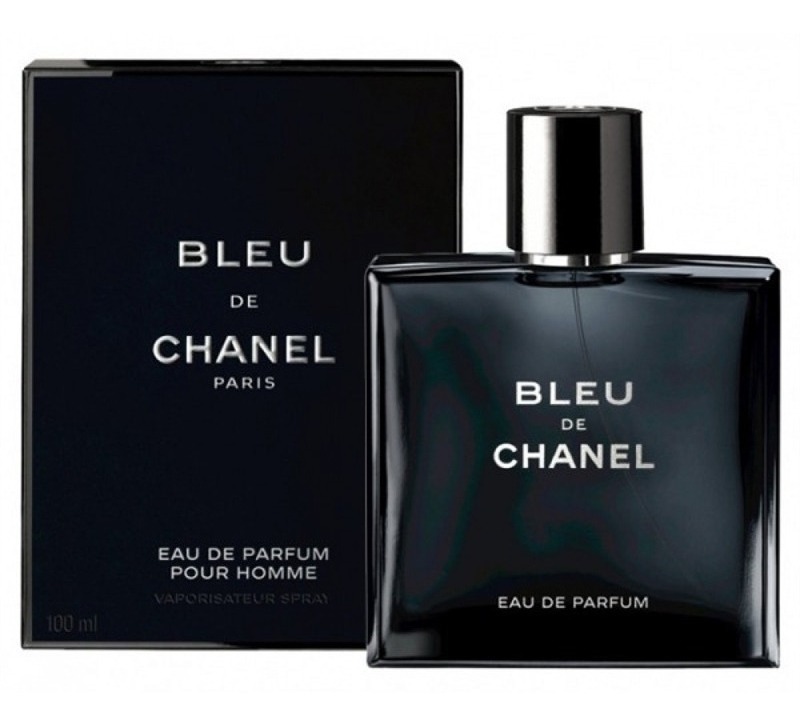 BLEU
DE
CHANEL
PARIS
EAU DE PARFUM
POUR HOMME
VAPORISATEUR SPRAY
100 ml
BLEU
DE
CHANEL
EAU DE PARFUM